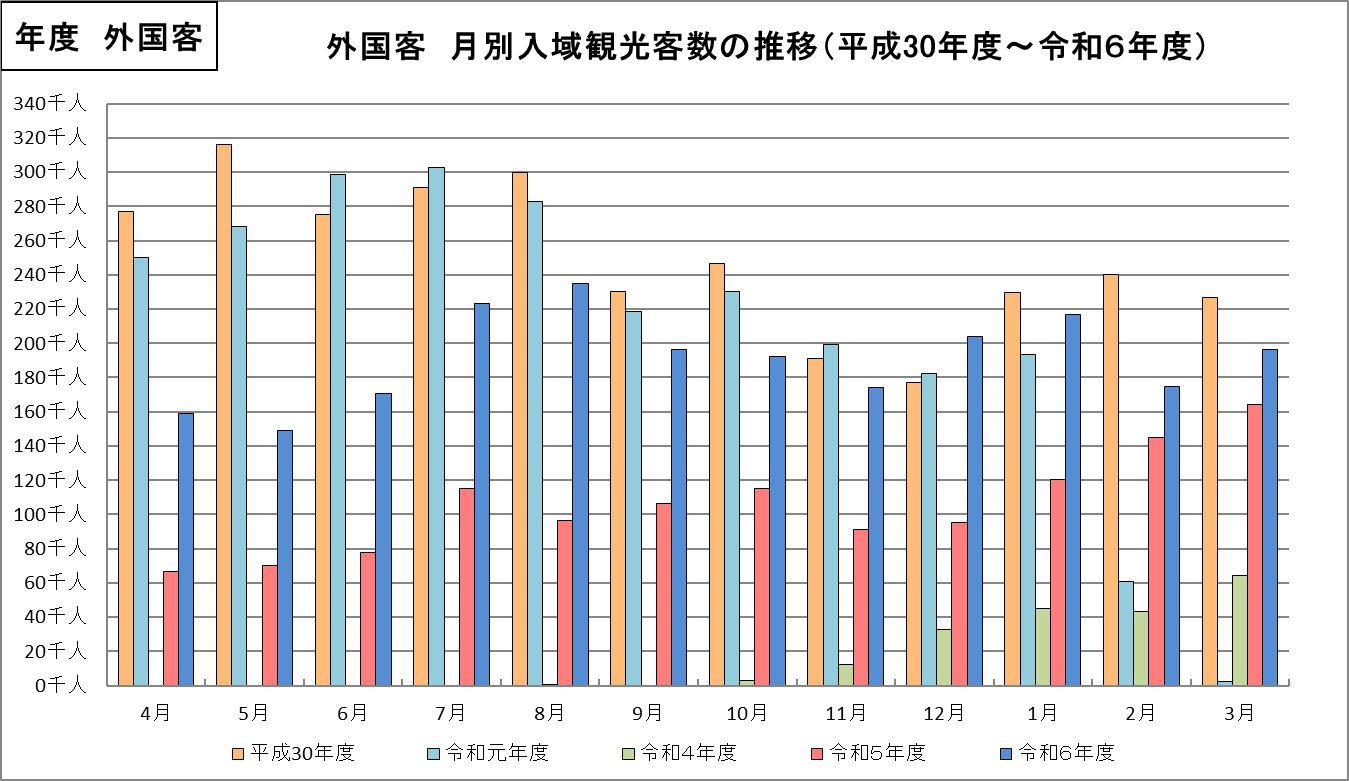 年度　外国客
外国客　月別入域観光客数の推移（平成30年度～令和６年度）
340千人
320千人
300千人
280千人
260千人
240千人
220千人
200千人
180千人
160千人
140千人
120千人
100千人
80千人
60千人
40千人
20千人
0千人
4月 5月 6月 7月 8月 9月 10月 11月 12月 1月 2月 3月
平成30年度 令和元年度 令和４年度 令和５年度 令和６年度